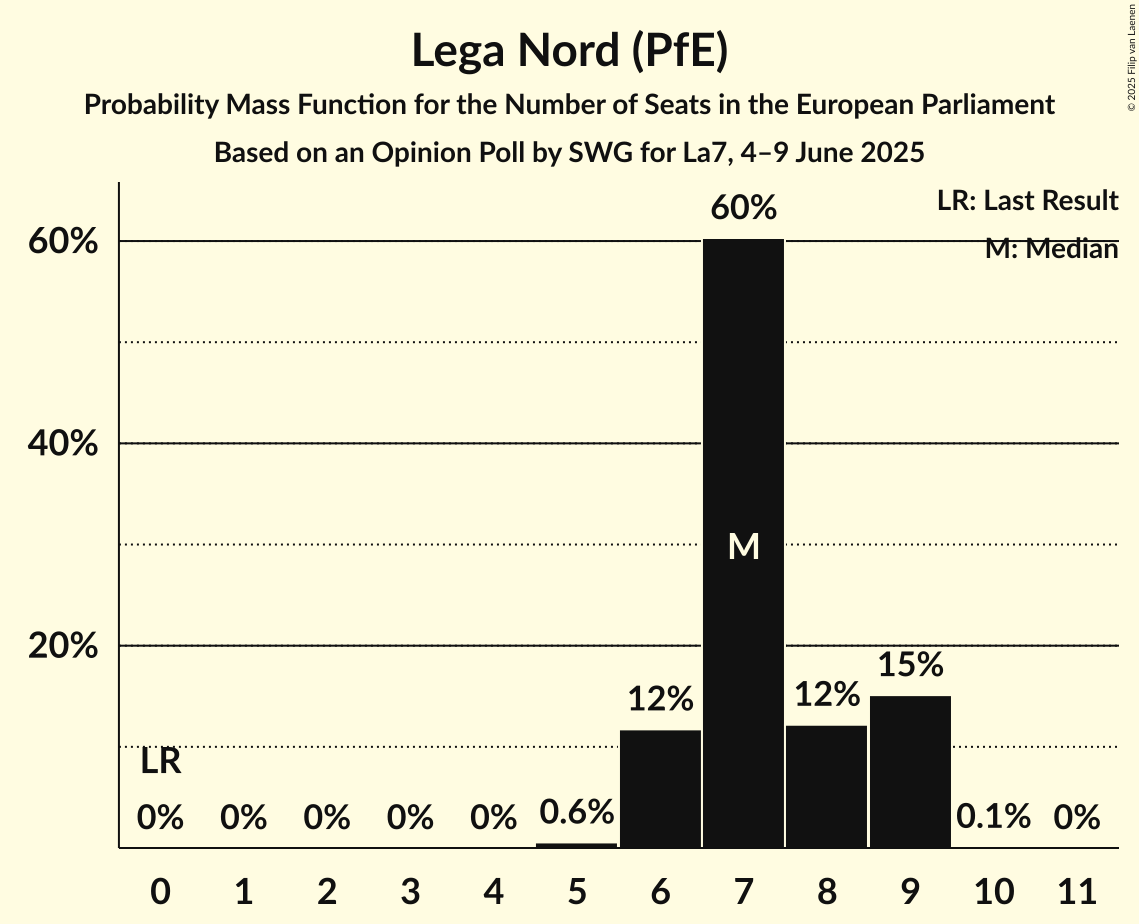 Lega Nord (PfE)
Probability Mass Function for the Number of Seats in the European Parliament
Based on an Opinion Poll by SWG for La7, 4–9 June 2025
© 2025 Filip van Laenen
LR: Last Result
M: Median
60%
40%
20%
LR
0%
0%
0%
0%
0%
0.6%
12%
60%
M
12%
15%
0.1%
0%
0 1 2 3 4 5 6 7 8 9 10 11